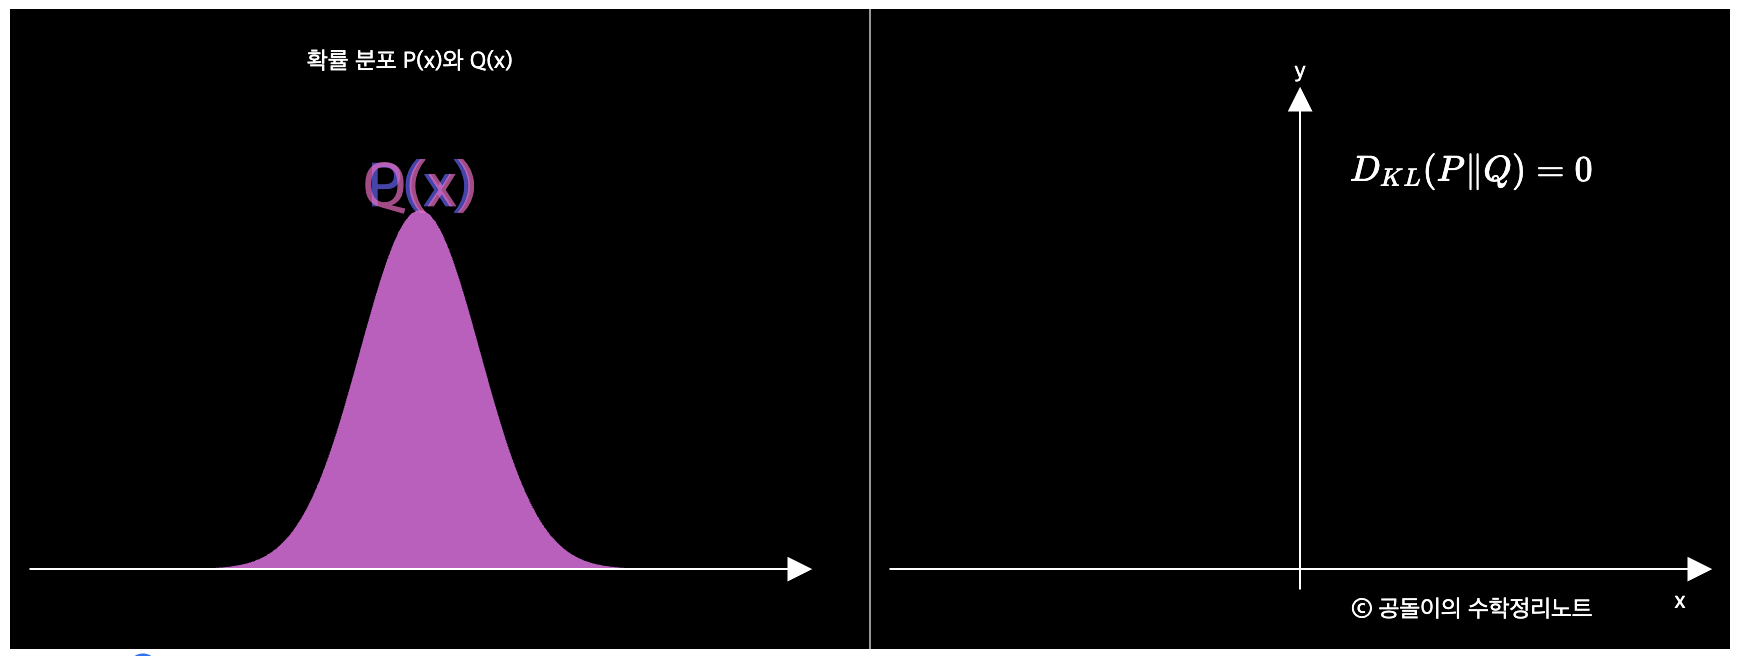 확률 분포 P(x)와 Q(x)
P(x)
Q(x)
y
D_{KL}(P‖Q) = 0
x
© 공돌이의 수학정리노트